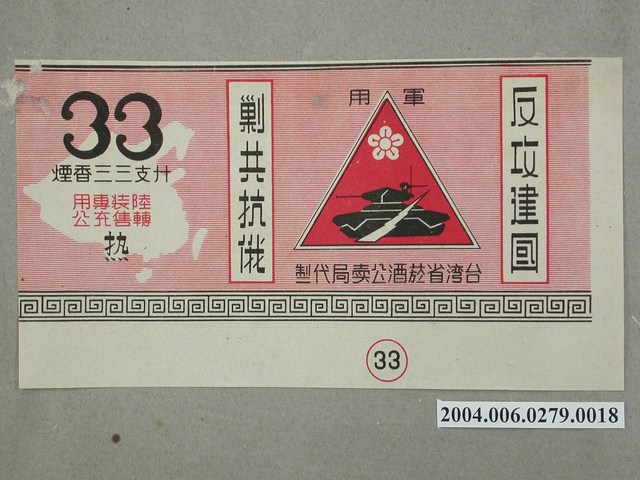 反攻建國
軍用
台湾省菸酒公卖局代製
剿共抗俄
33
廿支三三香煙
陸裝專用
轉售充公
热
33
2004.006.0279.0018